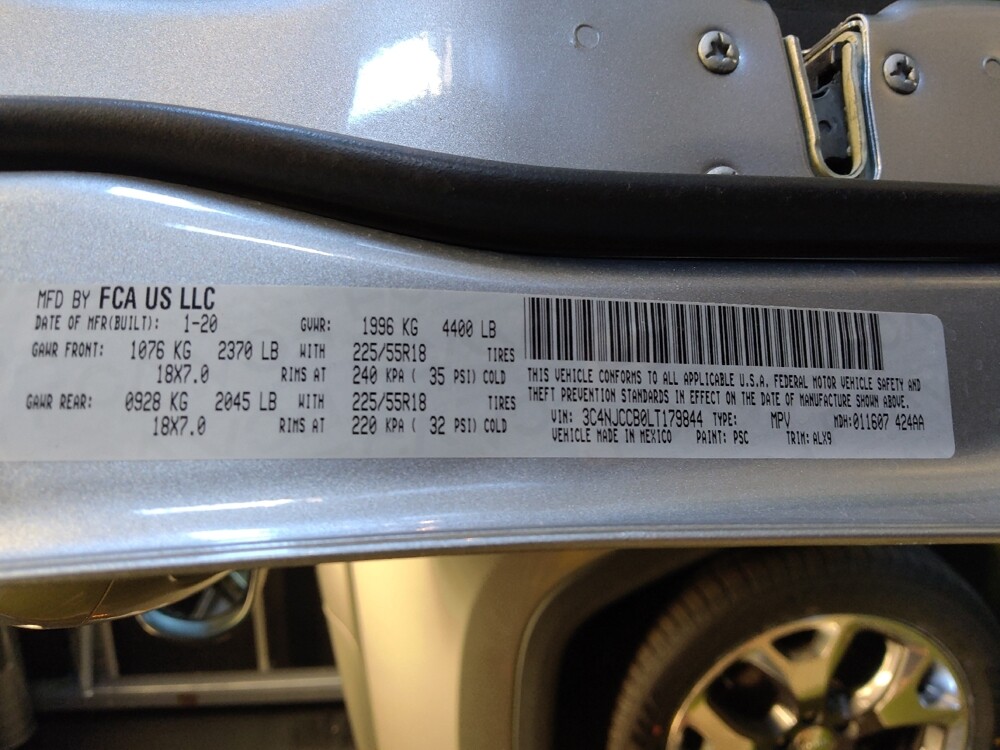 MFD BY FCA US LLC
DATE OF MFR(BUILT): 1-20 GVWR: 1996 KG 4400 LB
GAWR FRONT: 1076 KG 2370 LB WITH 225/55R18 TIRES
18X7.0 RIMS AT 240 KPA ( 35 PSI) COLD
GAWR REAR: 0928 KG 2045 LB WITH 225/55R18 TIRES
18X7.0 RIMS AT 220 KPA ( 32 PSI) COLD
THIS VEHICLE CONFORMS TO ALL APPLICABLE U.S.A. FEDERAL MOTOR VEHICLE SAFETY AND
THEFT PREVENTION STANDARDS IN EFFECT ON THE DATE OF MANUFACTURE SHOWN ABOVE.
VIN: 3C4NJCCB0LT179844 TYPE: MPV MDH:011607 424AA
VEHICLE MADE IN MEXICO PAINT: PSC TRIM: ALX9